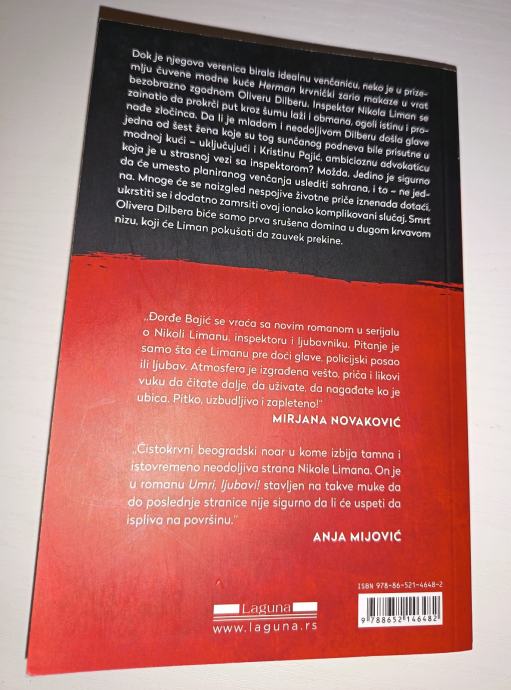 Dok je njegova verenica birala idealnu venčanicu, neko je u prize-
mlju čuvene modne kuće Herman krvnički zario makaze u vrat
bezobrazno zgodnom Oliveru Dilberu. Inspektor Nikola Liman se
zainatio da prokrči put kroz šumu laži i obmana, ogoli istinu i pro-
nađe zločinca. Da li je mladom i neodoljivom Dilberu došla glave
jedna od šest žena koje su tog sunčanog podneva bile prisutne u
modnoj kući – uključujući i Kristinu Pajić, ambicioznu advokaticu
koja je u strasnoj vezi sa inspektorom? Možda. Jedino je sigurno
da će umesto planiranog venčanja uslediti sahrana, i to – ne jed-
na. Mnoge će se naizgled nespojive životne priče iznenada dotaći,
ukrstiti se i dodatno zamrsiti ovaj ionako komplikovani slučaj. Smrt
Olivera Dilbera biće samo prva srušena domina u dugom krvavom
nizu, koji će Liman pokušati da zauvek prekine.
„Đorđe Bajić se vraća sa novim romanom u serijalu
o Nikoli Limanu, inspektoru i ljubavniku. Pitanje je
samo šta će Limanu pre doći glave, policijski posao
ili ljubav. Atmosfera je izgrađena vešto, priča i likovi
vuku da čitate dalje, da uživate, da nagađate ko je
ubica. Pitko, uzbudljivo i zapleteno!“
MIRJANA NOVAKOVIĆ
„Čistokrvni beogradski noar u kome izbija tamna i
istovremeno neodoljiva strana Nikole Limana. On je
u romanu Umri, ljubavi! stavljen na takve muke da
do poslednje stranice nije sigurno da li će uspeti da
ispliva na površinu.“
ANJA MIJOVIĆ
ISBN 978-86-521-4648-2
9 788652 146482
Laguna
www.laguna.rs